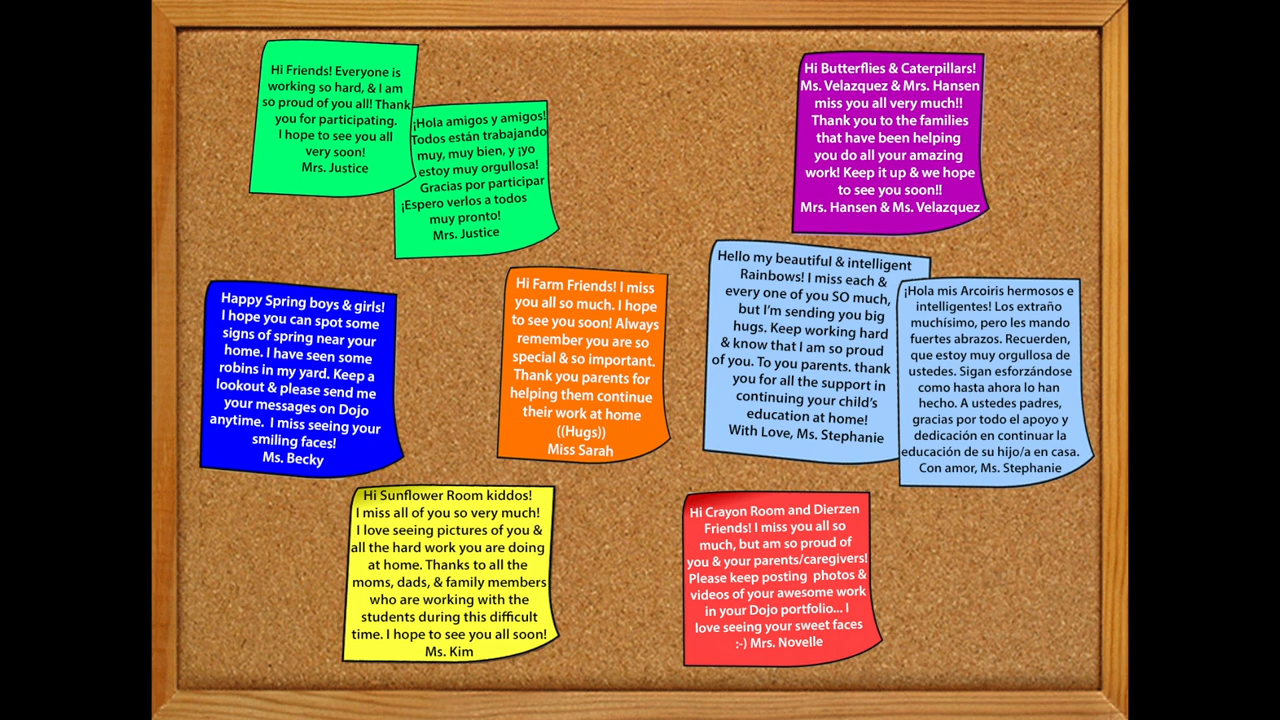 Hi Friends! Everyone is
working so hard, & I am
so proud of you all! Thank
you for participating.
I hope to see you all
very soon!
Mrs. Justice
¡Hola amigos y amigos!
Todos están trabajando
muy, muy bien, y ¡yo
estoy muy orgullosa!
Gracias por participar
¡Espero verlos a todos
muy pronto!
Mrs. Justice
Hi Butterflies & Caterpillars!
Ms. Velazquez & Mrs. Hansen
miss you all very much!!
Thank you to the families
that have been helping
you do all your amazing
work! Keep it up & we hope
to see you soon!!
Mrs. Hansen & Ms. Velazquez
Happy Spring boys & girls!
I hope you can spot some
signs of spring near your
home. I have seen some
robins in my yard. Keep a
lookout & please send me
your messages on Dojo
anytime. I miss seeing your
smiling faces!
Ms. Becky
Hi Farm Friends! I miss
you all so much. I hope
to see you soon! Always
remember you are so
special & so important.
Thank you parents for
helping them continue
their work at home
((Hugs))
Miss Sarah
Hello my beautiful & intelligent
Rainbows! I miss each &
every one of you SO much,
but I'm sending you big
hugs. Keep working hard
& know that I am so proud
of you. To you parents. thank
you for all the support in
continuing your child's
education at home!
With Love, Ms. Stephanie
¡Hola mis Arcoiris hermosos e
intelligentes! Los extraño
muchísimo, pero les mando
fuertes abrazos. Recuerden,
que estoy muy orgullosa de
ustedes. Sigan esforzándose
como hasta ahora lo han
hecho. A ustedes padres,
gracias por todo el apoyo y
dedicación en continuar la
educación de su hijo/a en casa.
Con amor, Ms. Stephanie
Hi Sunflower Room kiddos!
I miss all of you so very much!
I love seeing pictures of you &
all the hard work you are doing
at home. Thanks to all the
moms, dads, & family members
who are working with the
students during this difficult
time. I hope to see you all soon!
Ms. Kim
Hi Crayon Room and Dierzen
Friends! I miss you all so
much, but am so proud of
you & your parents/caregivers!
Please keep posting photos &
videos of your awesome work
in your Dojo portfolio... I
love seeing your sweet faces
:-) Mrs. Novelle